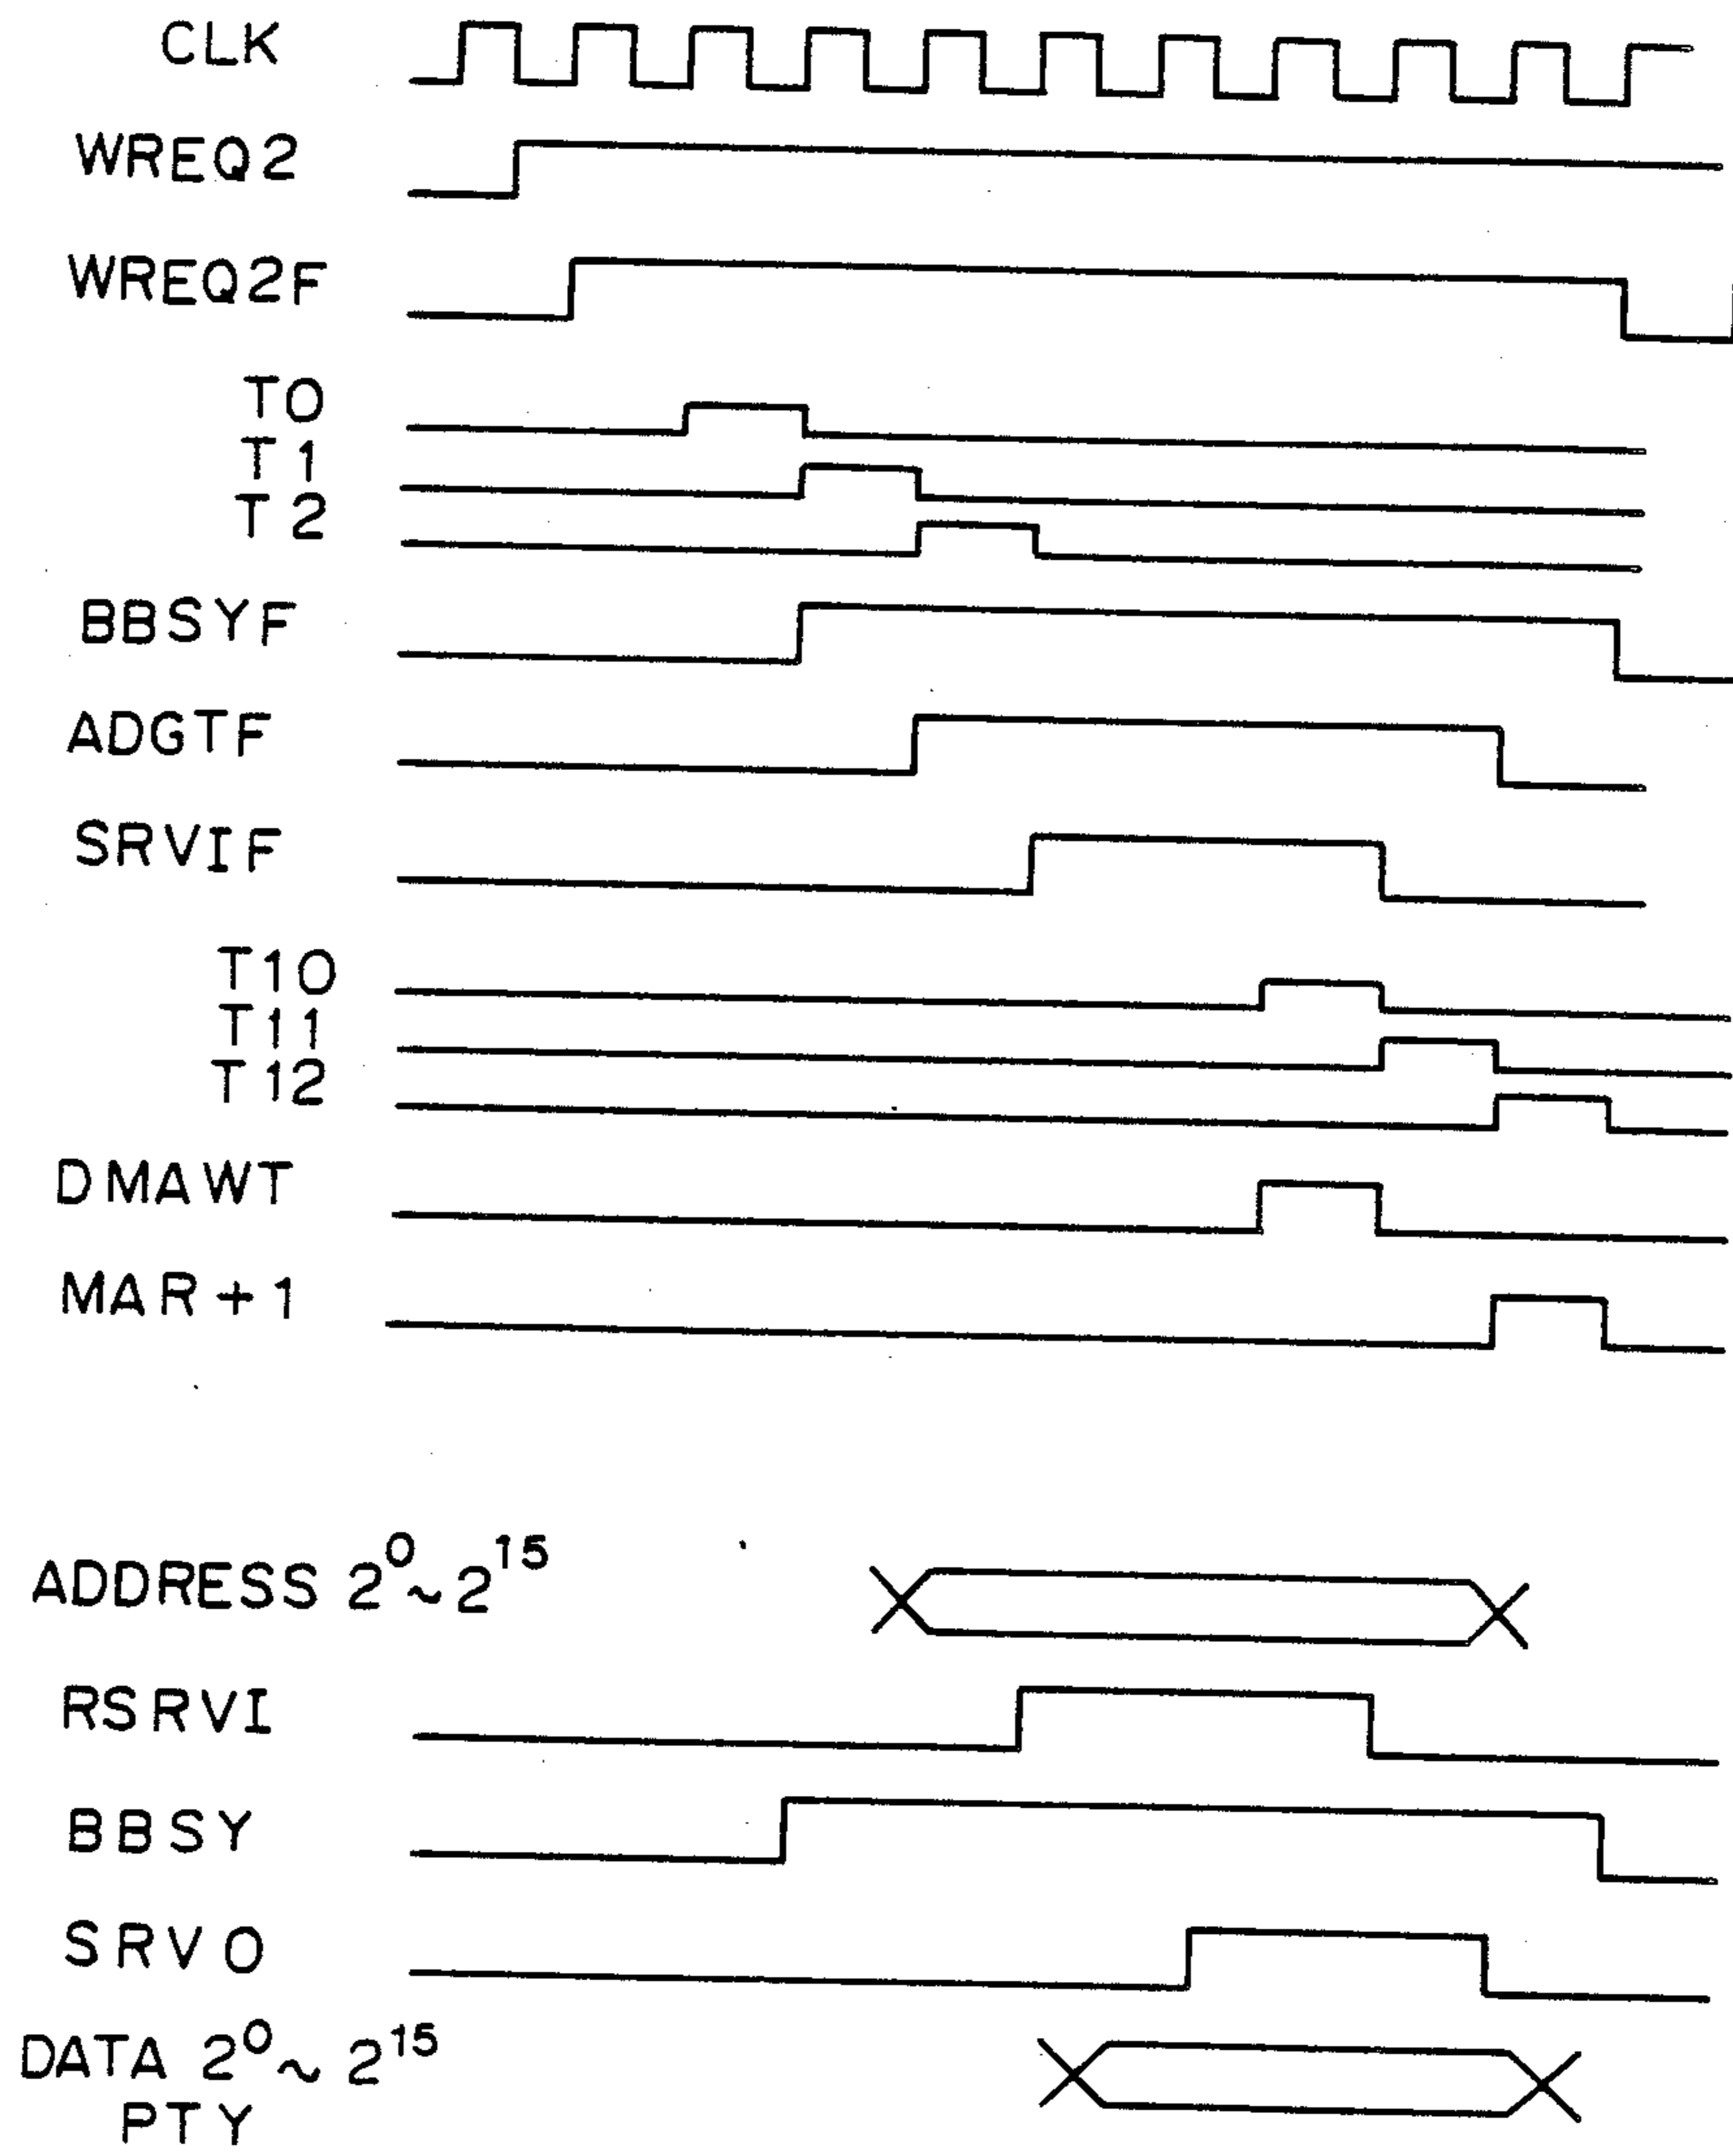 CLK
WREQ2
WREQ2F
T0
T1
T2
BBSYF
ADGTF
SRVIF
T10
T11
T12
DMAWT
MAR+1
ADDRESS 2⁰~2¹⁵
RSRVI
BBSY
SRVO
DATA 2⁰~2¹⁵
PTY